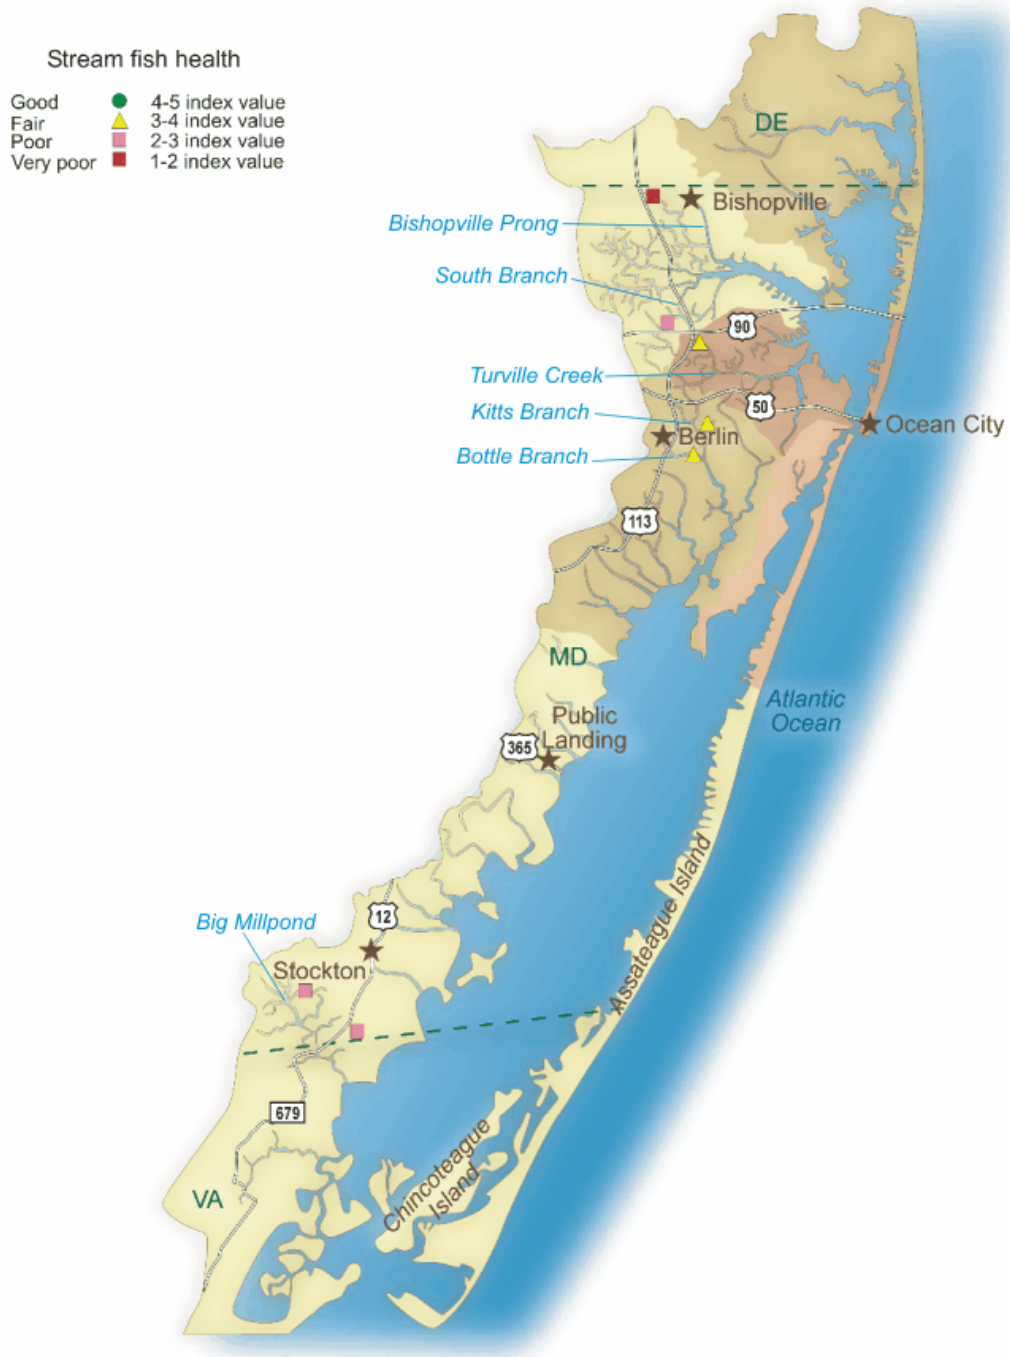 Stream fish health
Good 4-5 index value
Fair 3-4 index value
Poor 2-3 index value
Very poor 1-2 index value
DE
Bishopville
Bishopville Prong
South Branch
90
Turville Creek
50
Kitts Branch
Ocean City
Berlin
Bottle Branch
113
MD
Atlantic
Ocean
Public
Landing
365
Assateague Island
12
Big Millpond
Stockton
679
Chincoteague
Island
VA